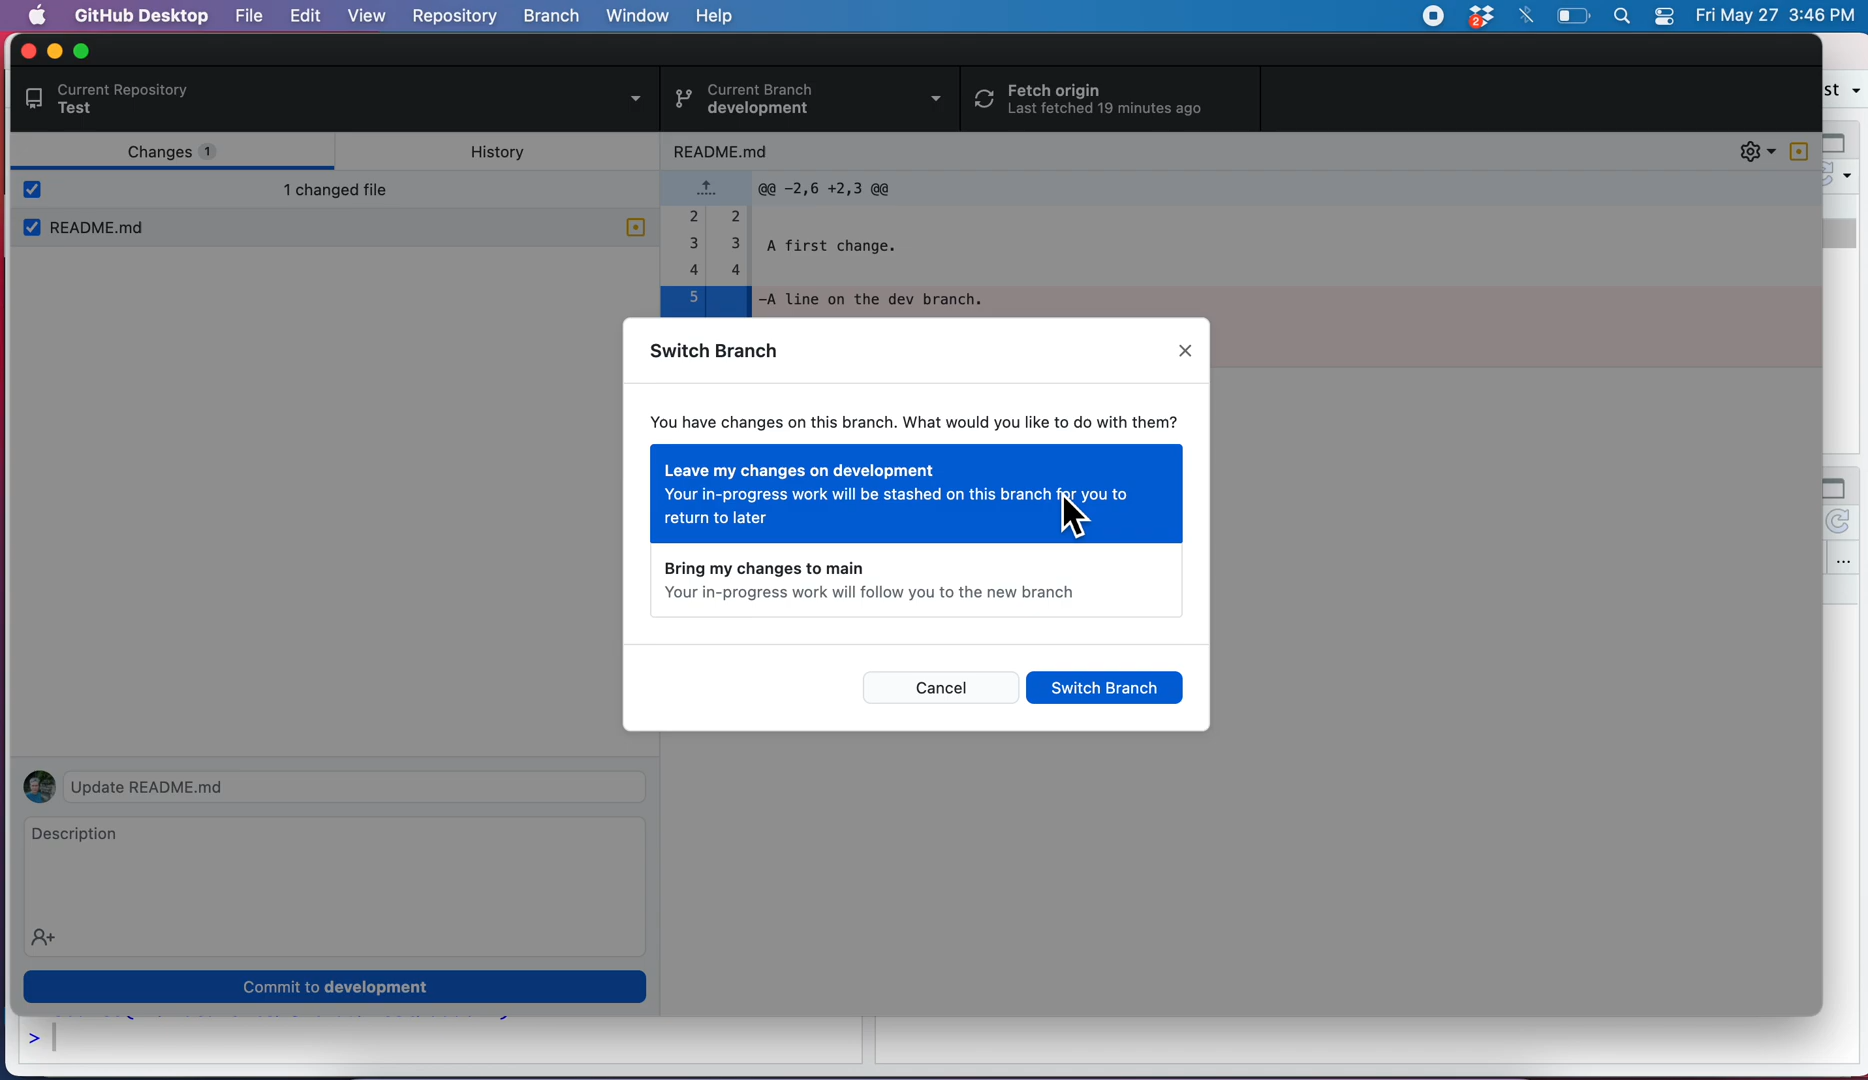 GitHub Desktop File Edit View Repository Branch Window Help 2 Fri May 27 3:46 PM
Current Repository
Test
Current Branch
development
Fetch origin
Last fetched 19 minutes ago
st
Changes 1
History
README.md
1 changed file
@@ -2,6 +2,3 @@
README.md
2 2
3 3 A first change.
4 4
5 -A line on the dev branch.
Switch Branch
You have changes on this branch. What would you like to do with them?
Leave my changes on development
Your in-progress work will be stashed on this branch for you to
return to later
Bring my changes to main
Your in-progress work will follow you to the new branch
Cancel
Switch Branch
...
Update README.md
Description
Commit to development
>